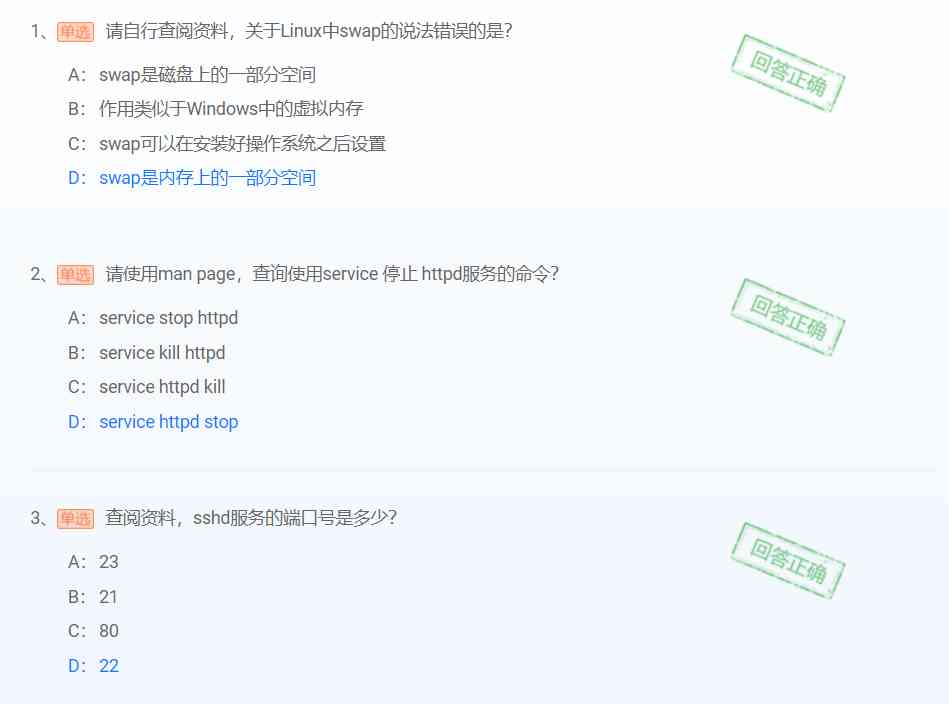 1、 单选 请自行查阅资料，关于Linux中swap的说法错误的是？
回答正确
A： swap是磁盘上的一部分空间
B： 作用类似于Windows中的虚拟内存
C： swap可以在安装好操作系统之后设置
D： swap是内存上的一部分空间
2、 单选 请使用man page，查询使用service 停止 httpd服务的命令？
回答正确
A： service stop httpd
B： service kill httpd
C： service httpd kill
D： service httpd stop
3、 单选 查阅资料，sshd服务的端口号是多少？
回答正确
A： 23
B： 21
C： 80
D： 22